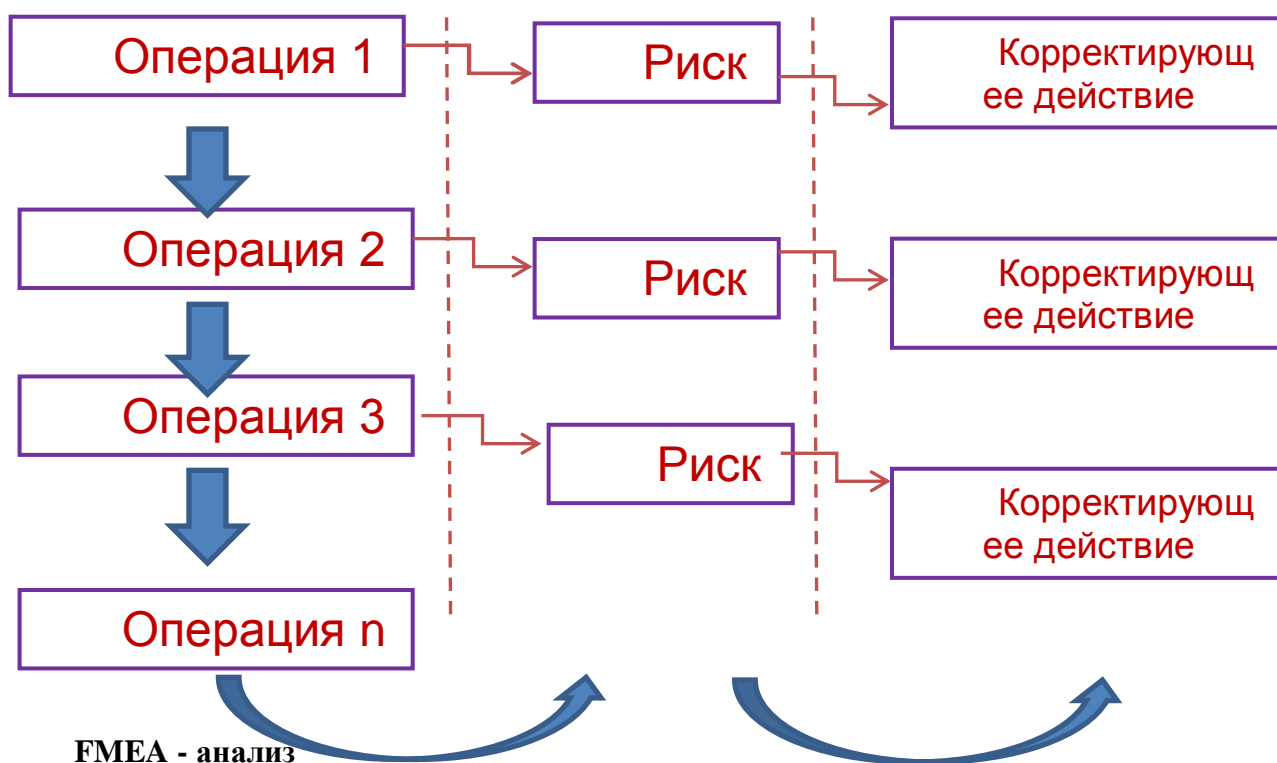 Операция 1
Риск
Корректирующ
ее действие
Операция 2
Риск
Корректирующ
ее действие
Операция 3
Риск
Корректирующ
ее действие
Операция n
FMEA - анализ